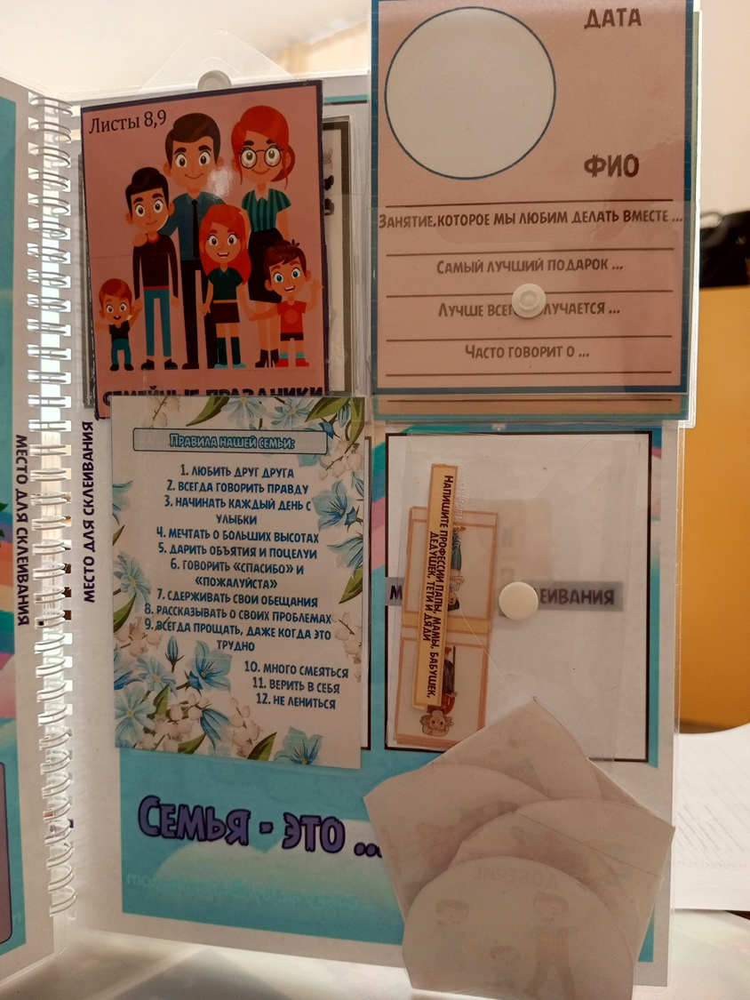 Листы 8,9
СЕМЕЙНЫЕ ПРАЗДНИКИ
ДАТА
ФИО
ЗАНЯТИЕ,КОТОРОЕ МЫ ЛЮБИМ ДЕЛАТЬ ВМЕСТЕ ...
САМЫЙ ЛУЧШИЙ ПОДАРОК ...
ЛУЧШЕ ВСЕГ ЛУЧАЕТСЯ ...
ЧАСТО ГОВОРИТ О ...
МЕСТО ДЛЯ СКЛЕИВАНИЯ
МЕСТО ДЛЯ СКЛЕИВАНИЯ
ПРАВИЛА НАШЕЙ СЕМЬИ:
1. ЛЮБИТЬ ДРУГ ДРУГА
2. ВСЕГДА ГОВОРИТЬ ПРАВДУ
3. НАЧИНАТЬ КАЖДЫЙ ДЕНЬ С
УЛЫБКИ
4. МЕЧТАТЬ О БОЛЬШИХ ВЫСОТАХ
5. ДАРИТЬ ОБЪЯТИЯ И ПОЦЕЛУИ
6. ГОВОРИТЬ «СПАСИБО» И
«ПОЖАЛУЙСТА»
7. СДЕРЖИВАТЬ СВОИ ОБЕЩАНИЯ
8. РАССКАЗЫВАТЬ О СВОИХ ПРОБЛЕМАХ
9. ВСЕГДА ПРОЩАТЬ, ДАЖЕ КОГДА ЭТО
ТРУДНО
10. МНОГО СМЕЯТЬСЯ
11. ВЕРИТЬ В СЕБЯ
12. НЕ ЛЕНИТЬСЯ
НАПИШИТЕ ПРОФЕССИИ ПАПЫ, МАМЫ, БАБУШЕК,
ДЕДУШЕК, ТЕТИ И ДЯДИ
М ЕИВАНИЯ
СЕМЬЯ - ЭТО ...
ДОВЕРИЕ